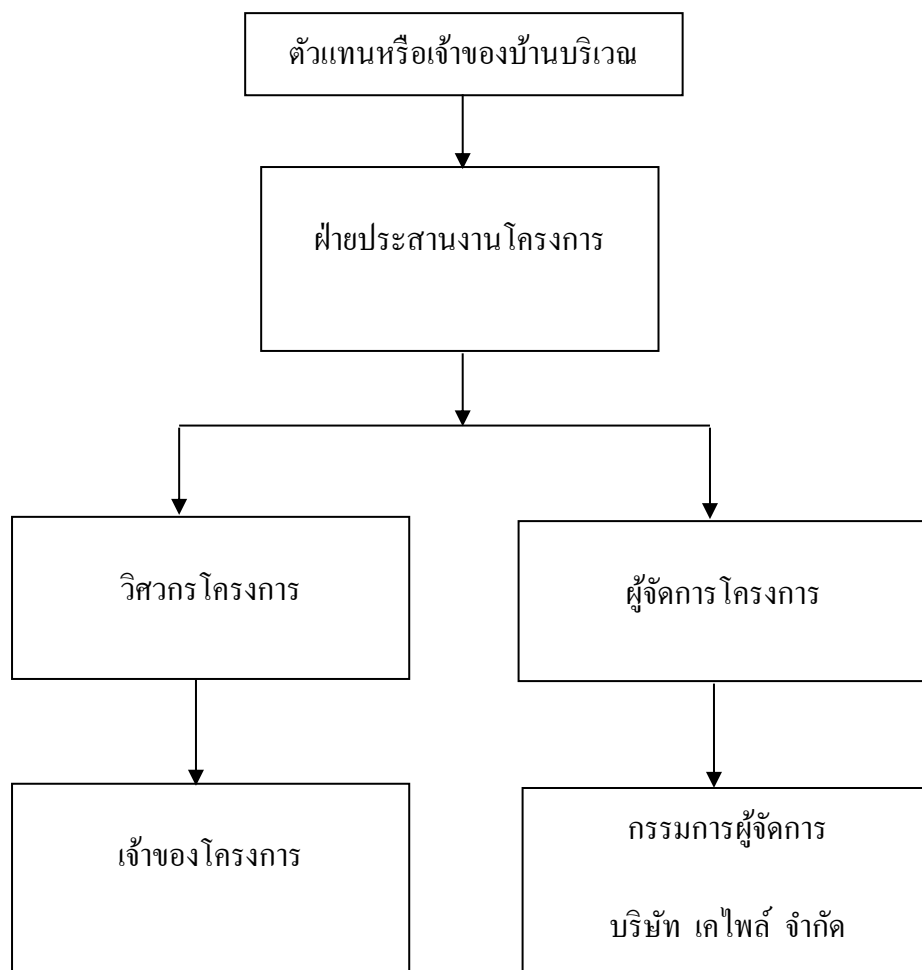 ตัวแทนหรือเจ้าของบ้านบริเวณ
ฝ่ายประสานงานโครงการ
วิศวกรโครงการ
ผู้จัดการโครงการ
เจ้าของโครงการ
กรรมการผู้จัดการ
บริษัท เคไพล์ จำกัด